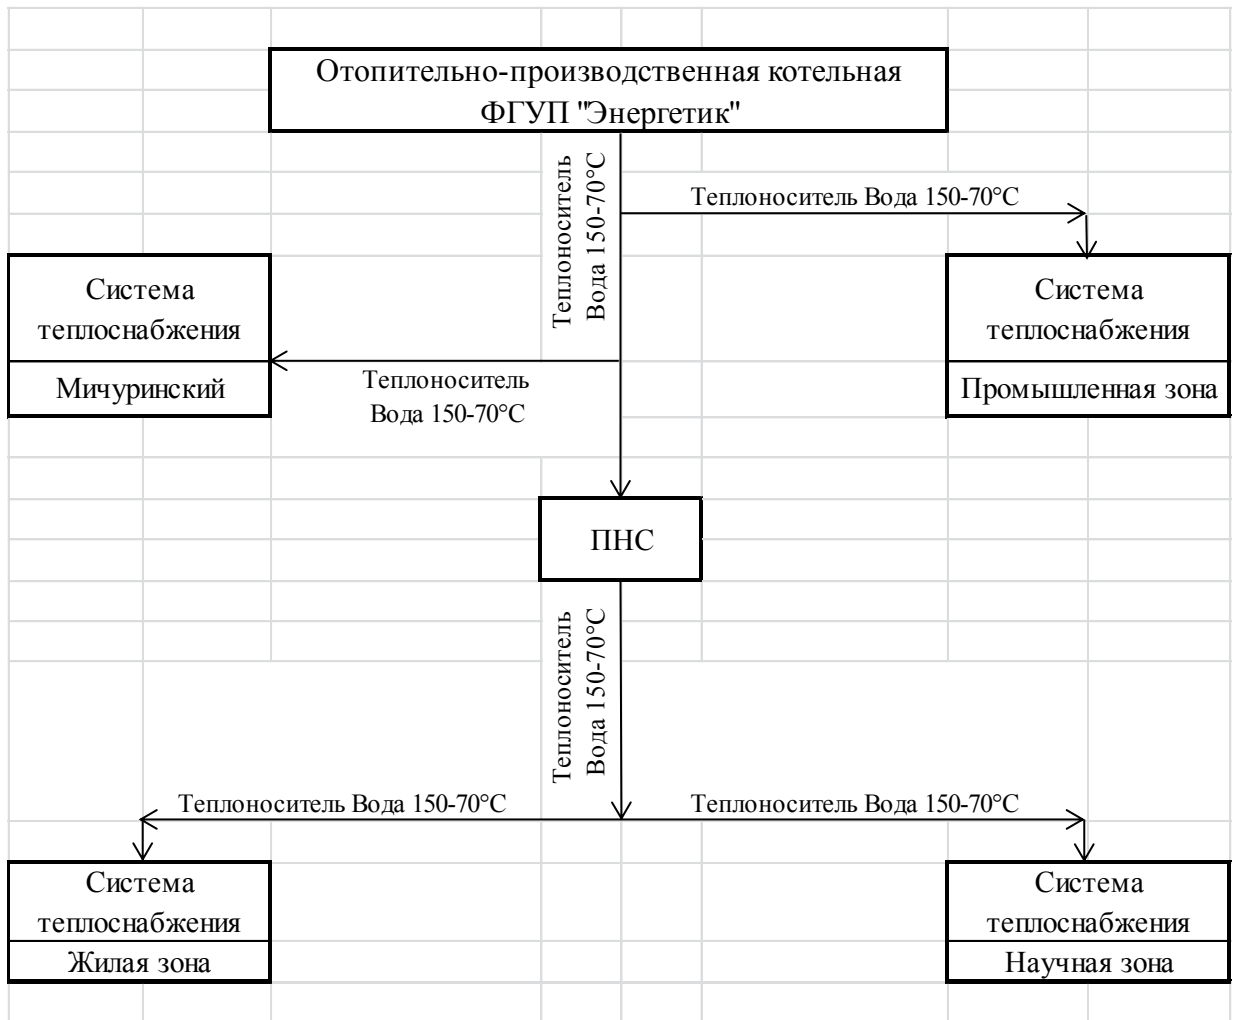 Отопительно-производственная котельная
ФГУП "Энергетик"
Теплоноситель
Вода 150-70°С
Теплоноситель Вода 150-70°С
Система
теплоснабжения
Мичуринский
Система
теплоснабжения
Промышленная зона
Теплоноситель
Вода 150-70°С
ПНС
Теплоноситель
Вода 150-70°С
Теплоноситель Вода 150-70°С
Теплоноситель Вода 150-70°С
Система
теплоснабжения
Жилая зона
Система
теплоснабжения
Научная зона